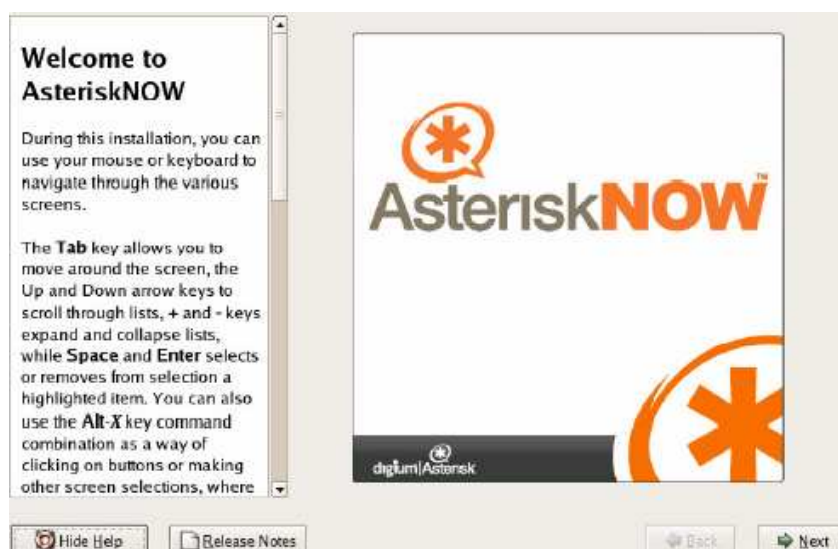 Welcome to
AsteriskNOW
During this installation, you can
use your mouse or keyboard to
navigate through the various
screens.
The Tab key allows you to
move around the screen, the
Up and Down arrow keys to
scroll through lists, + and - keys
expand and collapse lists,
while Space and Enter selects
or removes from selection a
highlighted item. You can also
use the Alt-X key command
combination as a way of
clicking on buttons or making
other screen selections, where
AsteriskNOW™
digium|Asterisk
Hide Help
Release Notes
Back
Next